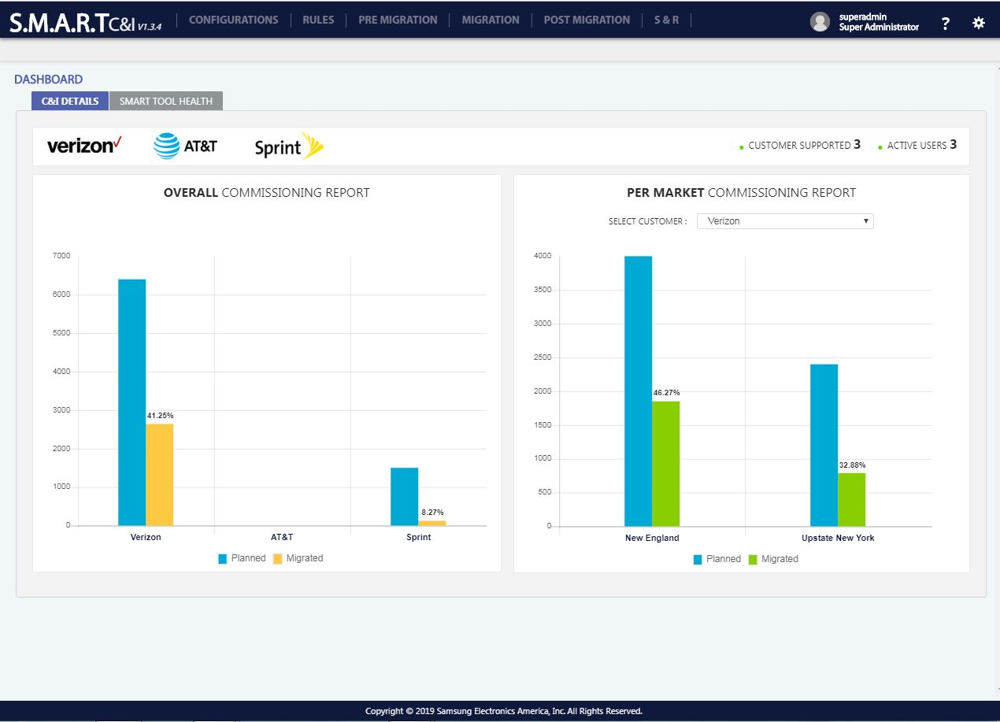 S.M.A.R.T C&I V1.3.4
CONFIGURATIONS
RULES
PRE MIGRATION
MIGRATION
POST MIGRATION
S & R
superadmin
Super Administrator
?
DASHBOARD
C&I DETAILS
SMART TOOL HEALTH
verizon
AT&T
Sprint
CUSTOMER SUPPORTED 3
ACTIVE USERS 3
OVERALL COMMISSIONING REPORT
7000
6000
5000
4000
3000
2000
1000
0
41.25%
8.27%
Verizon
AT&T
Sprint
Planned
Migrated
PER MARKET COMMISSIONING REPORT
SELECT CUSTOMER :
Verizon
4000
3500
3000
2500
2000
1500
1000
500
0
46.27%
32.88%
New England
Upstate New York
Planned
Migrated
Copyright © 2019 Samsung Electronics America, Inc. All Rights Reserved.